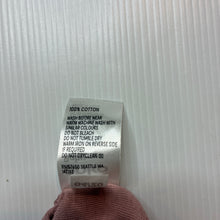 100% COTTON
WASH BEFORE WEAR
WARM MACHINE WASH WITH
SIMILAR COLOURS
DO NOT BLEACH
DO NOT TUMBLE DRY
WARM IRON ON REVERSE SIDE
IF REQUIRED
DO NOT DRYCLEAN
SEATTLE